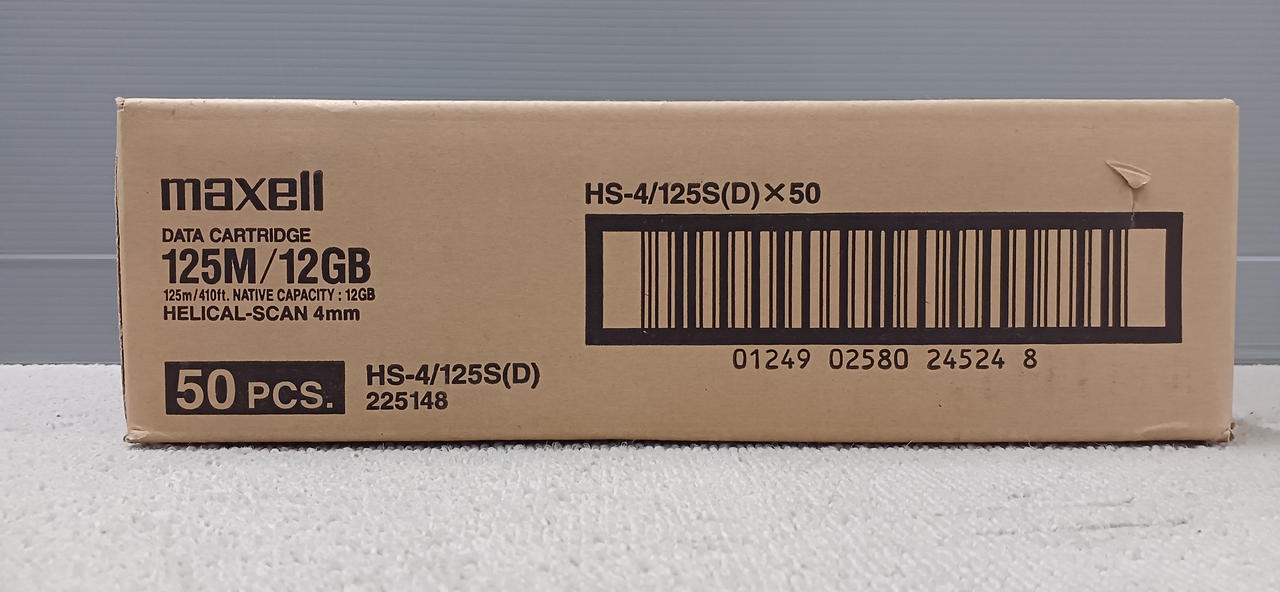 maxell
DATA CARTRIDGE
125M/12GB
125m/410ft. NATIVE CAPACITY : 12GB
HELICAL-SCAN 4mm
50 PCS.
HS-4/125S(D)
225148
HS-4/125S(D)×50
01249 02580 24524 8